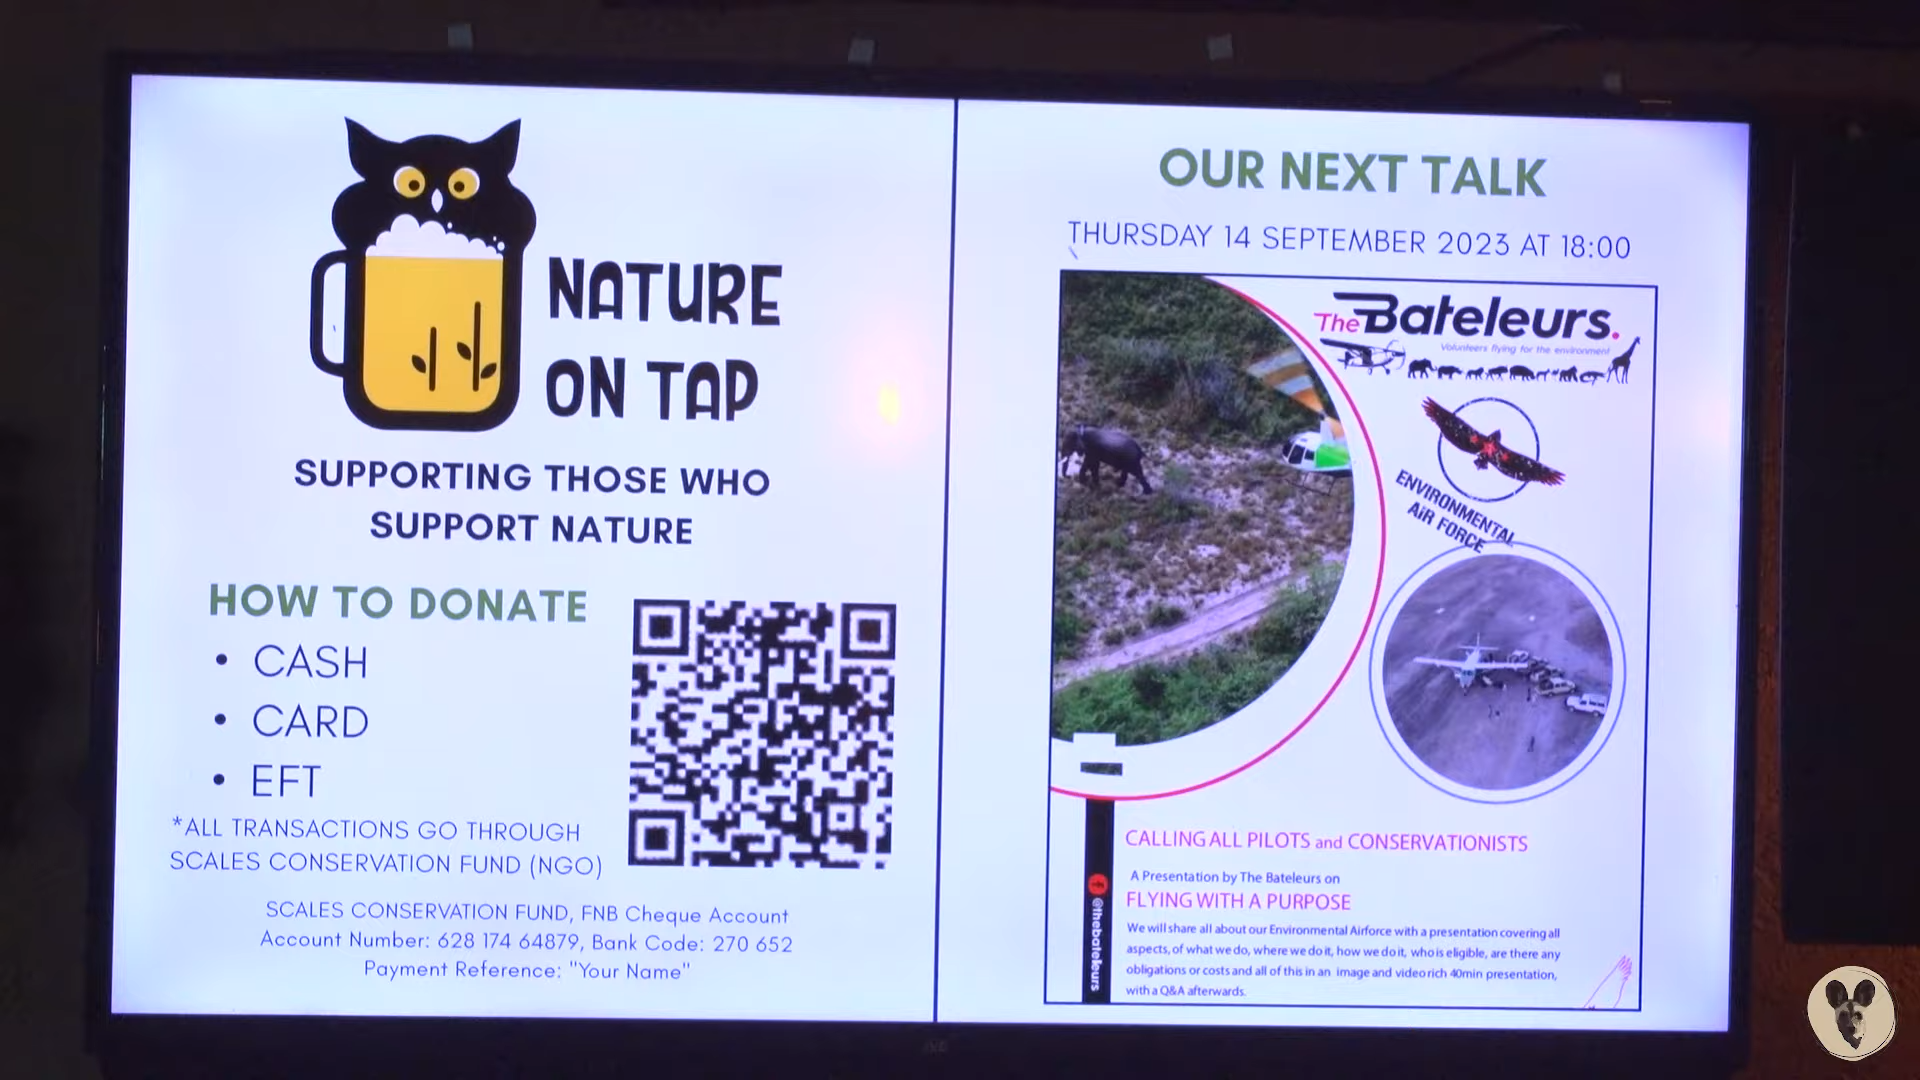 NATURE
ON TAP
SUPPORTING THOSE WHO
SUPPORT NATURE
HOW TO DONATE
• CASH
• CARD
• EFT
*ALL TRANSACTIONS GO THROUGH
SCALES CONSERVATION FUND (NGO)
SCALES CONSERVATION FUND, FNB Cheque Account
Account Number: 628 174 64879, Bank Code: 270 652
Payment Reference: "Your Name"
OUR NEXT TALK
THURSDAY 14 SEPTEMBER 2023 AT 18:00
The Bateleurs.
Volunteers flying for the environment
ENVIRONMENTAL
AiR FORCE
CALLING ALL PILOTS and CONSERVATIONISTS
A Presentation by The Bateleurs on
FLYING WITH A PURPOSE
We will share all about our Environmental Airforce with a presentation covering all
aspects, of what we do, where we do it, how we do it, who is eligible, are there any
obligations or costs and all of this in an image and video rich 40min presentation,
with a Q&A afterwards.
@thebateleurs